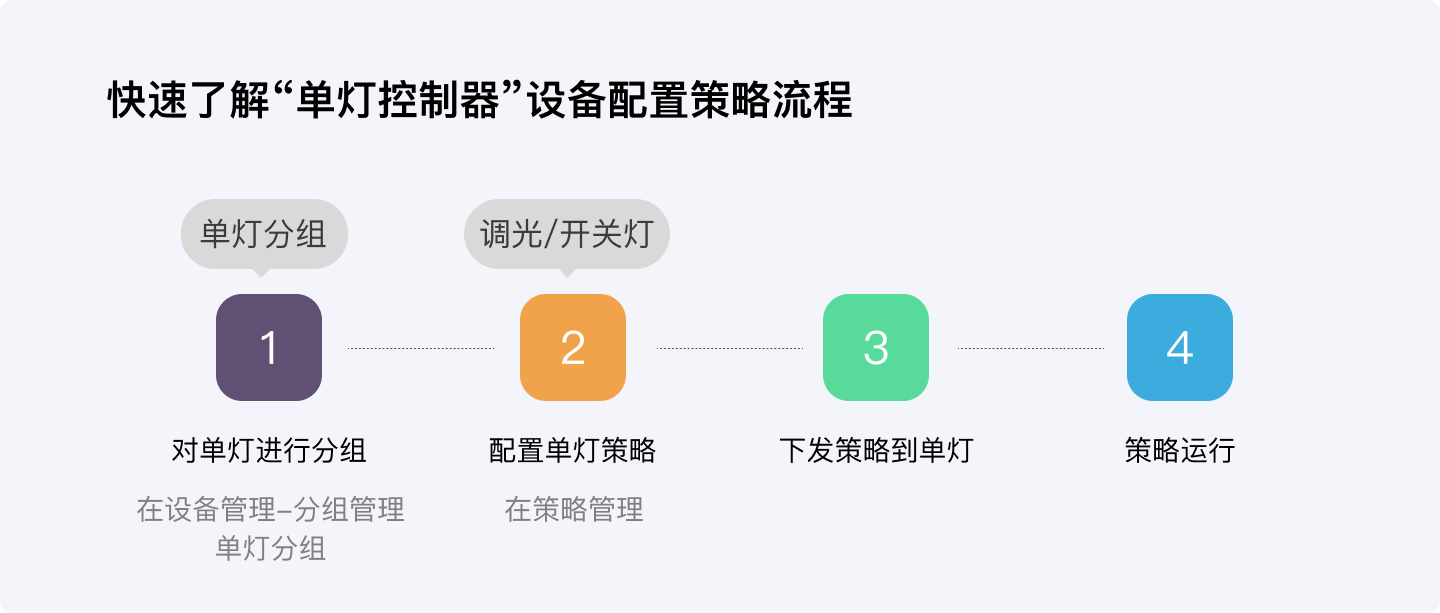 快速了解“单灯控制器”设备配置策略流程
单灯分组
调光/开关灯
1
2
3
4
对单灯进行分组
配置单灯策略
下发策略到单灯
策略运行
在设备管理–分组管理
单灯分组
在策略管理